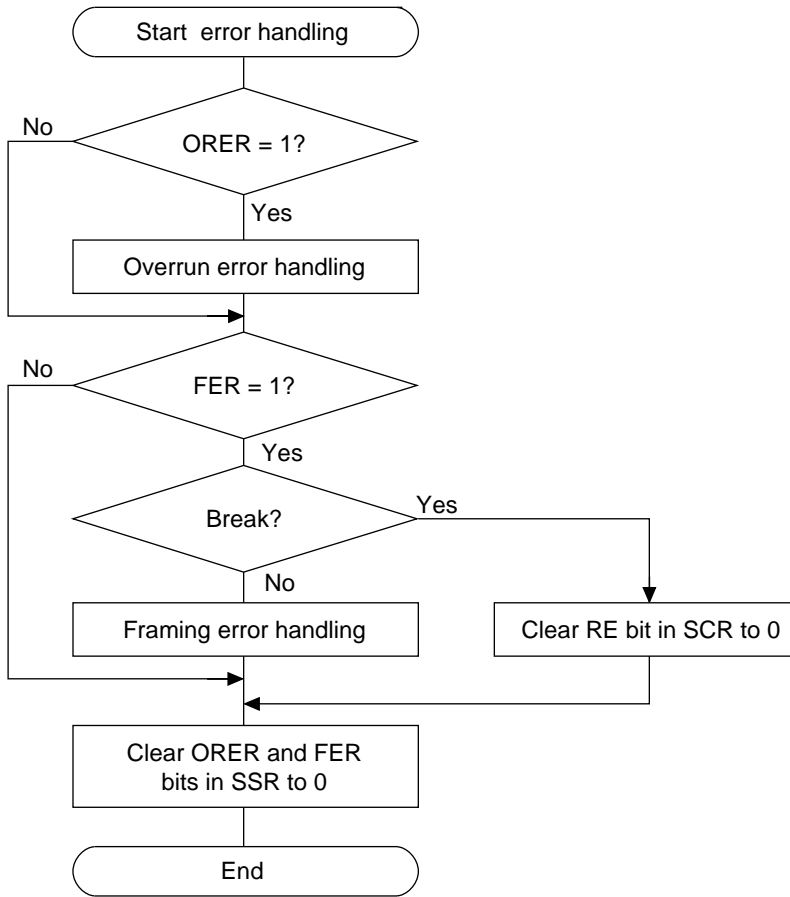 Start error handling
No
ORER = 1?
Yes
Overrun error handling
No
FER = 1?
Yes
Break?
Yes
No
Framing error handling
Clear RE bit in SCR to 0
Clear ORER and FER
bits in SSR to 0
End